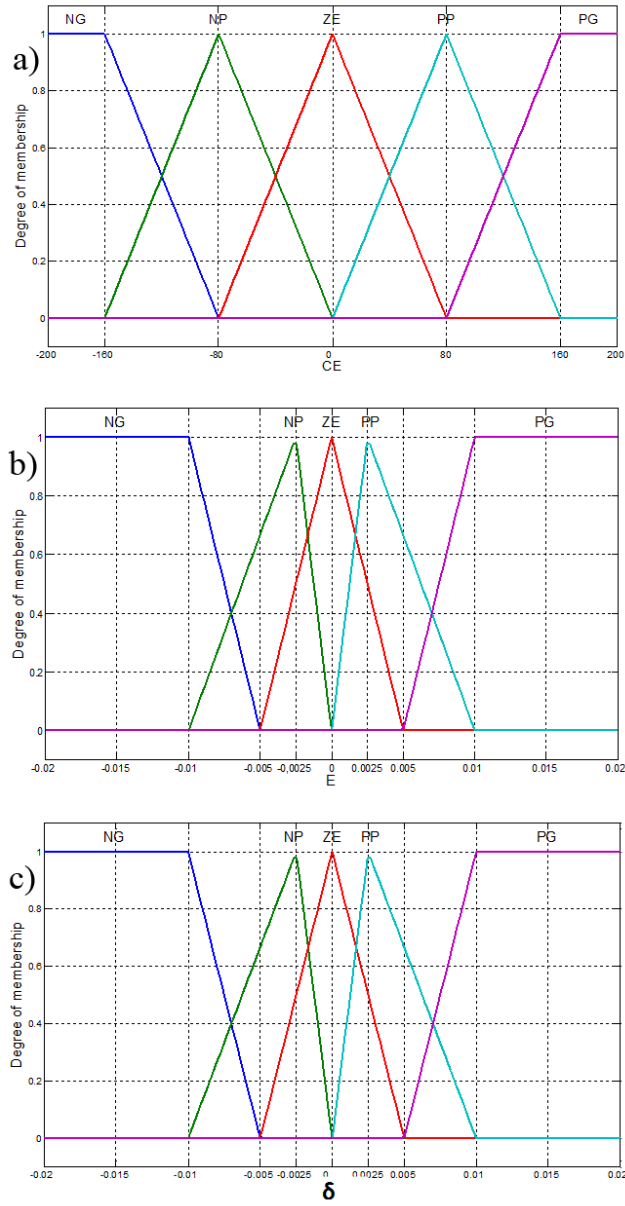 NG NP ZE PP PG
a)
1
0.8
0.6
0.4
0.2
0
Degree of membership
-200 -160 -80 0 80 160 200
CE
NG NP ZE PP PG
b)
1
0.8
0.6
0.4
0.2
0
Degree of membership
-0.02 -0.015 -0.01 -0.005 -0,0025 0 0.0025 0.005 0.01 0.015 0.02
E
NG NP ZE PP PG
c)
1
0.8
0.6
0.4
0.2
0
Degree of membership
-0.02 -0.015 -0.01 -0.005 -0.0025 0 0.0025 0.005 0.01 0.015 0.02
δ